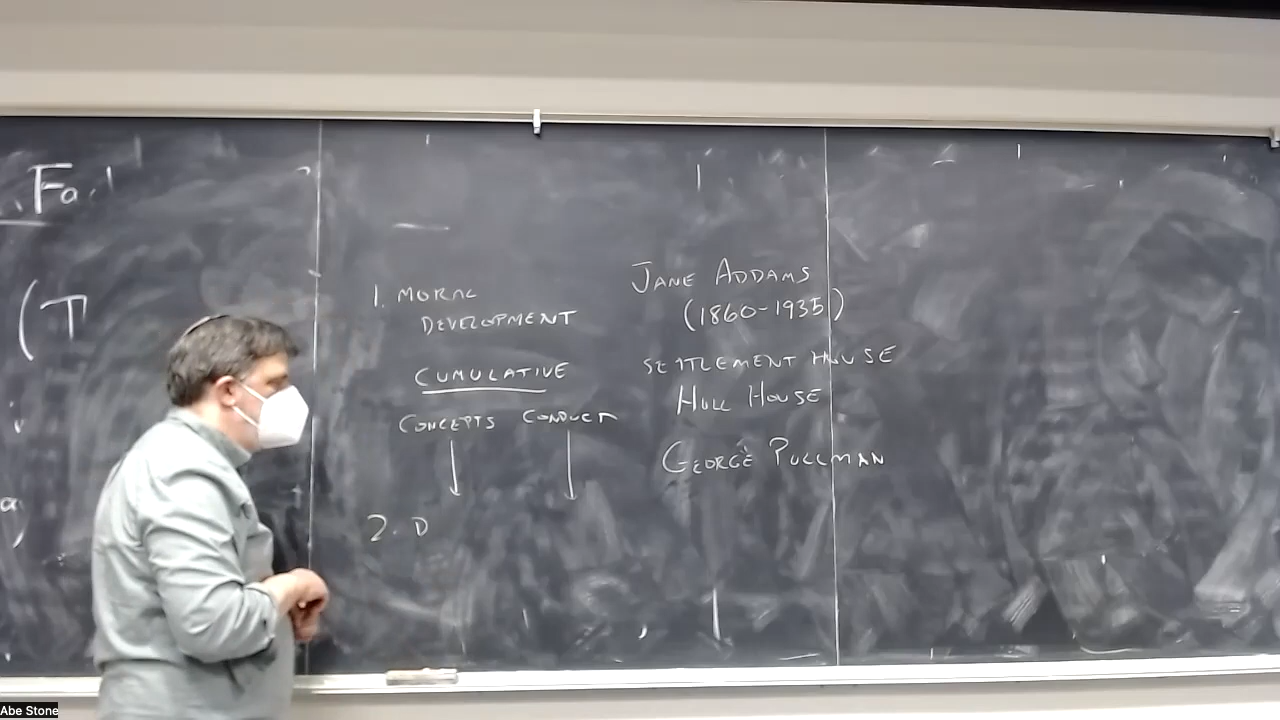 Fa
(T
1. MORAL
DEVELOPMENT
CUMULATIVE
CONCEPTS CONDUCT
2. D
JANE ADDAMS
(1860-1935)
SETTLEMENT HOUSE
HULL HOUSE
GEORGE PULLMAN
Abe Stone